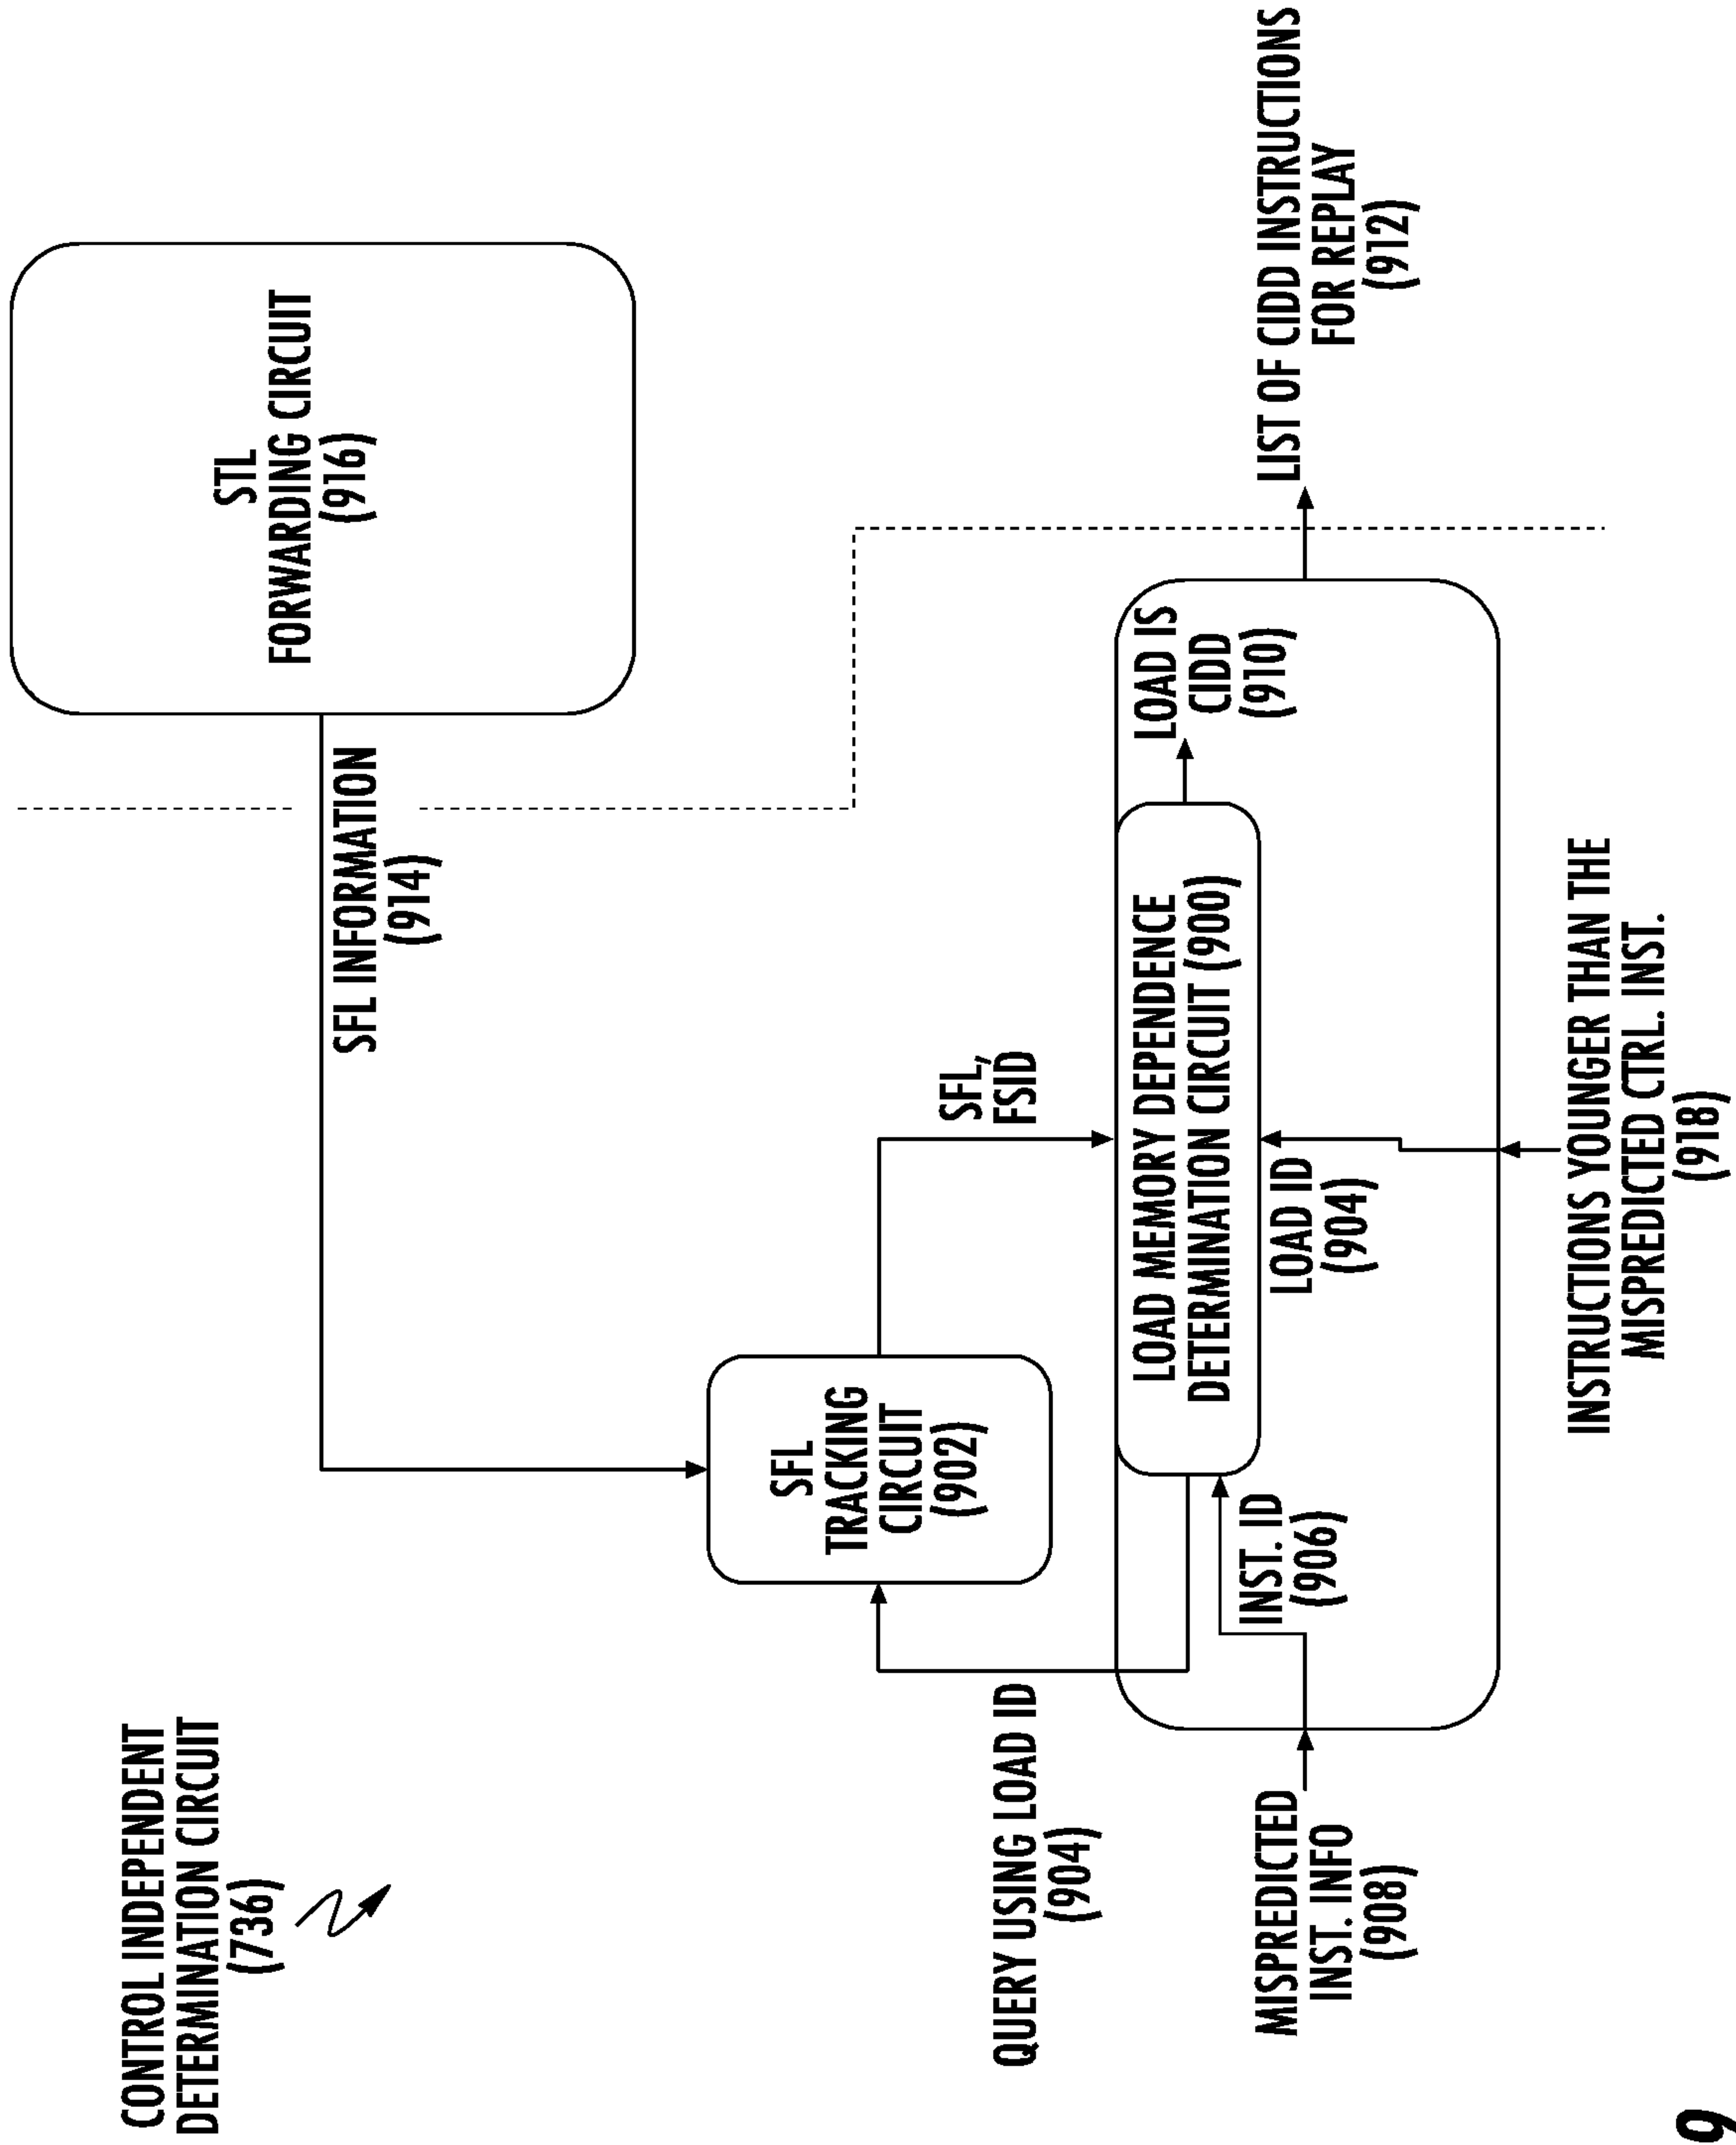 CONTROL INDEPENDENT
DETERMINATION CIRCUIT
(736)
STL
FORWARDING CIRCUIT
(916)
SFL INFORMATION
(914)
SFL
TRACKING
CIRCUIT
(902)
SFL,
FSID
QUERY USING LOAD ID
(904)
LOAD MEMORY DEPENDENCE
DETERMINATION CIRCUIT (900)
LOAD IS
CIDD
(910)
INST. ID
(906)
LOAD ID
(904)
MISPREDICTED
INST. INFO
(908)
LIST OF CIDD INSTRUCTIONS
FOR REPLAY
(912)
INSTRUCTIONS YOUNGER THAN THE
MISPREDICTED CTRL. INST.
(918)
9